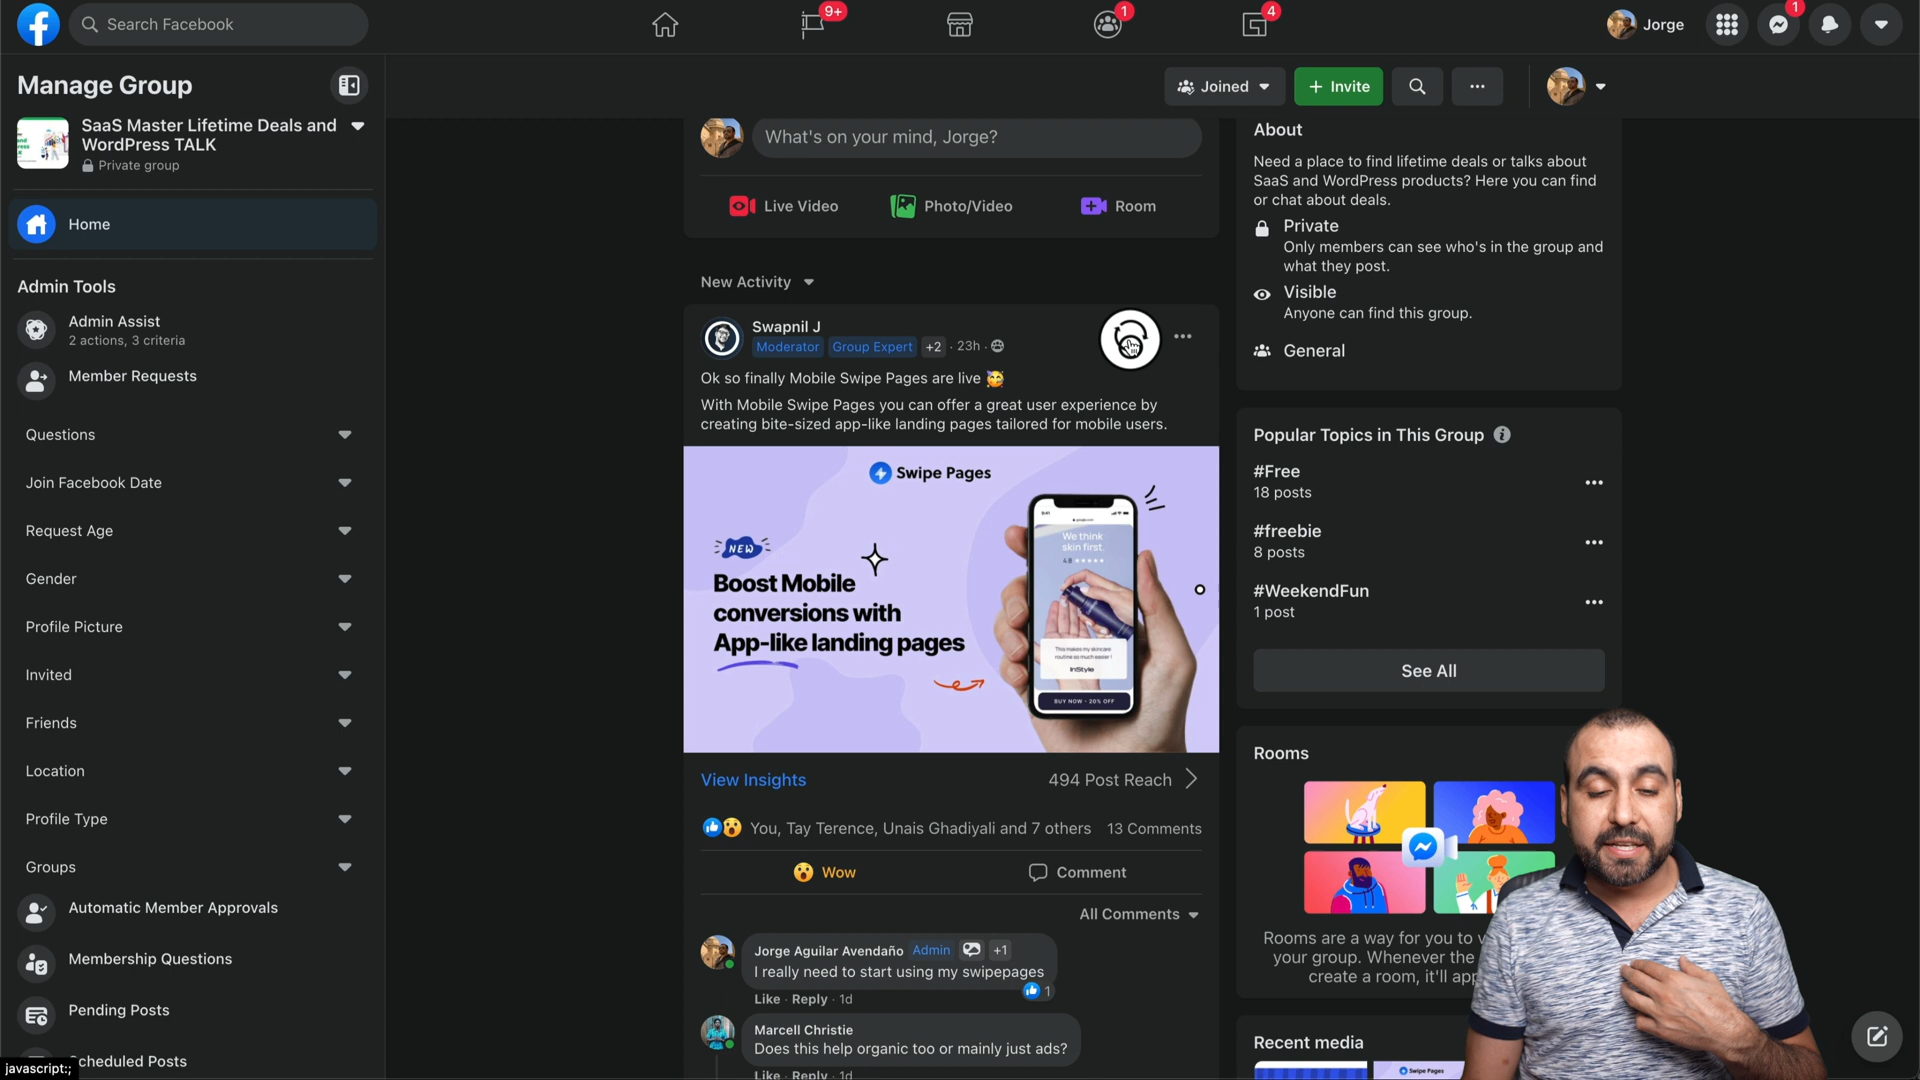 Search Facebook
9+
1
4
Jorge
1
Manage Group
SaaS Master Lifetime Deals and
WordPress TALK
Private group
Home
Admin Tools
Admin Assist
2 actions, 3 criteria
Member Requests
Questions
Join Facebook Date
Request Age
Gender
Profile Picture
Invited
Friends
Location
Profile Type
Groups
Automatic Member Approvals
Membership Questions
Pending Posts
Scheduled Posts
javascript:;
Joined
+ Invite
What's on your mind, Jorge?
Live Video
Photo/Video
Room
New Activity
Swapnil J
Moderator Group Expert +2 · 23h ·
Ok so finally Mobile Swipe Pages are live
With Mobile Swipe Pages you can offer a great user experience by
creating bite-sized app-like landing pages tailored for mobile users.
Swipe Pages
NEW
Boost Mobile
conversions with
App-like landing pages
9:41
We think
skin first.
4.8 ★★★★★
This makes my skincare
routine so much easier !
InStyle
BUY NOW - 20% OFF
View Insights
494 Post Reach
You, Tay Terence, Unais Ghadiyali and 7 others
13 Comments
Wow
Comment
All Comments
Jorge Aguilar Avendaño Admin +1
I really need to start using my swipepages
1
Like · Reply · 1d
Marcell Christie
Does this help organic too or mainly just ads?
Like · Reply · 1d
About
Need a place to find lifetime deals or talks about
SaaS and WordPress products? Here you can find
or chat about deals.
Private
Only members can see who's in the group and
what they post.
Visible
Anyone can find this group.
General
Popular Topics in This Group
#Free
18 posts
#freebie
8 posts
#WeekendFun
1 post
See All
Rooms
Rooms are a way for you to
your group. Whenever the
create a room, it'll
Recent media
Swipe Pages